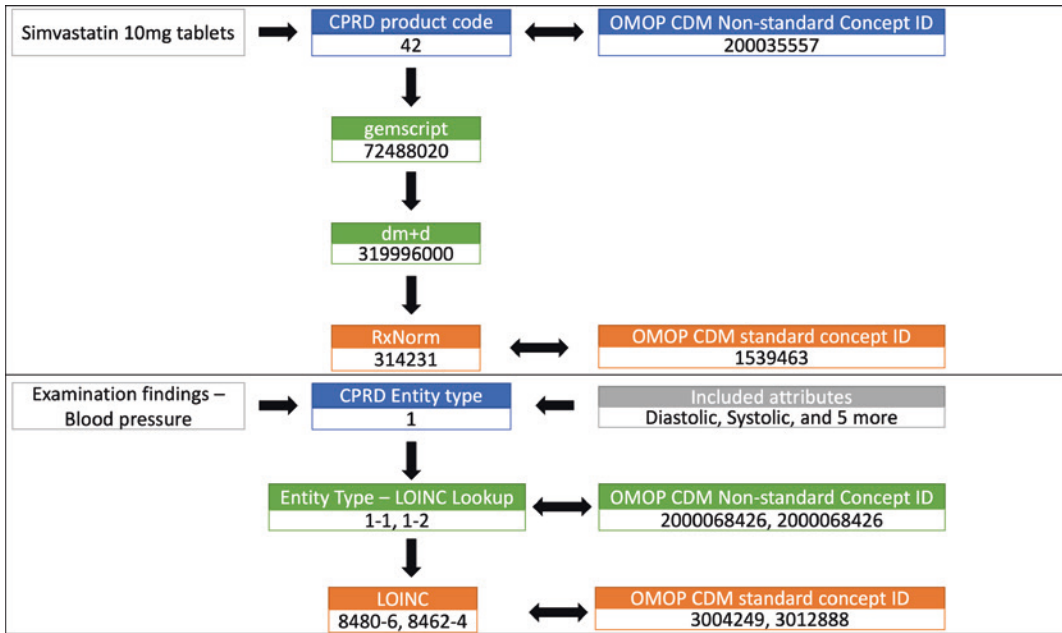 Simvastatin 10mg tablets
CPRD product code
42
OMOP CDM Non-standard Concept ID
200035557
gemscript
72488020
dm+d
319996000
RxNorm
314231
OMOP CDM standard concept ID
1539463
Examination findings –
Blood pressure
CPRD Entity type
1
Included attributes
Diastolic, Systolic, and 5 more
Entity Type – LOINC Lookup
1-1, 1-2
OMOP CDM Non-standard Concept ID
2000068426, 2000068426
LOINC
8480-6, 8462-4
OMOP CDM standard concept ID
3004249, 3012888